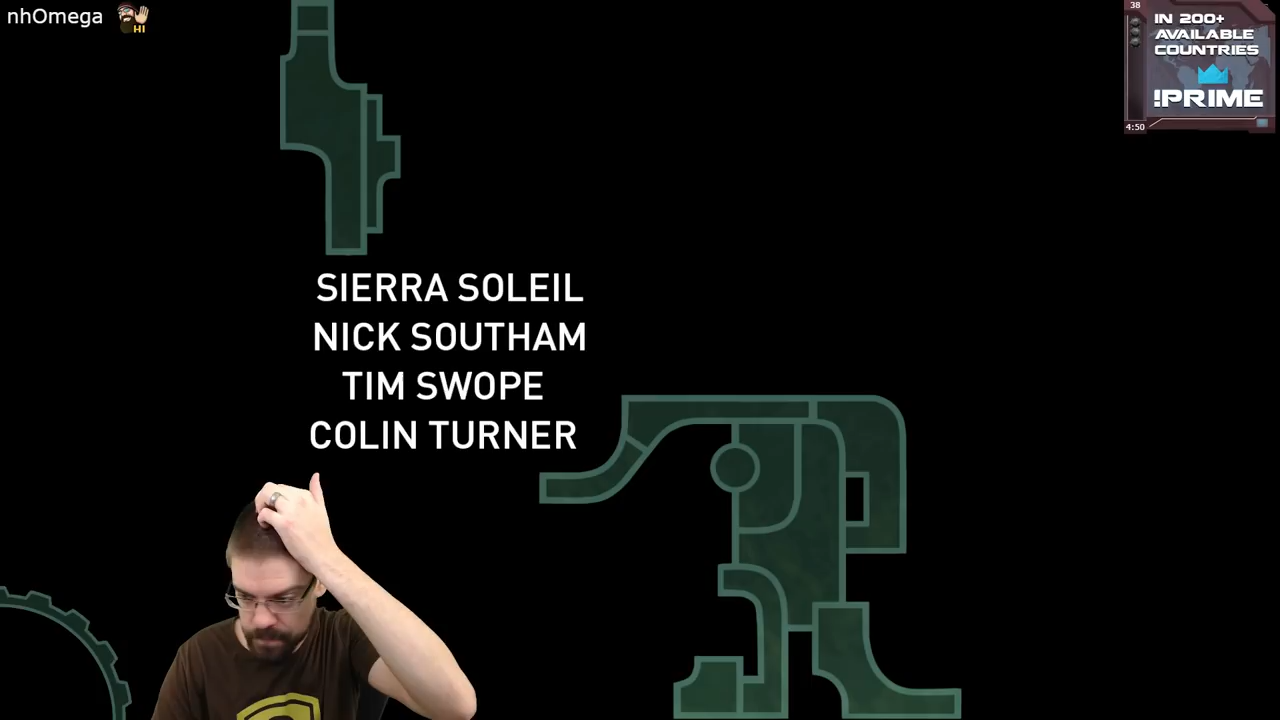 nhOmega
HI
38
IN 200+
AVAILABLE
COUNTRIES
!PRIME
4:50
SIERRA SOLEIL
NICK SOUTHAM
TIM SWOPE
COLIN TURNER